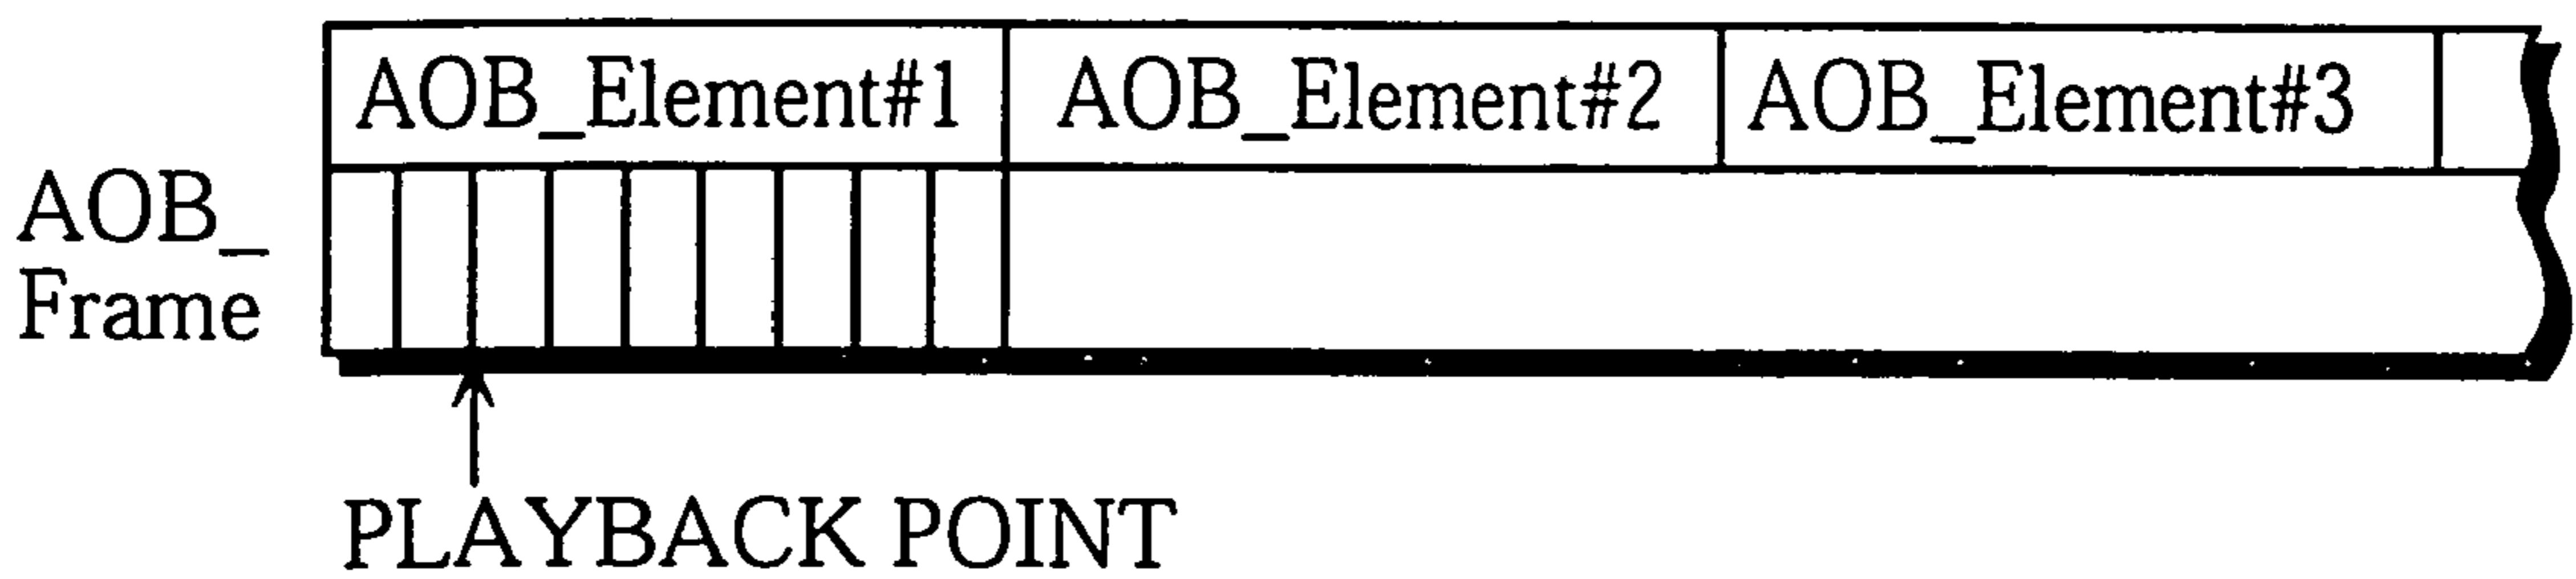 AOB_Element#1 AOB_Element#2 AOB_Element#3
AOB_
Frame
PLAYBACK POINT